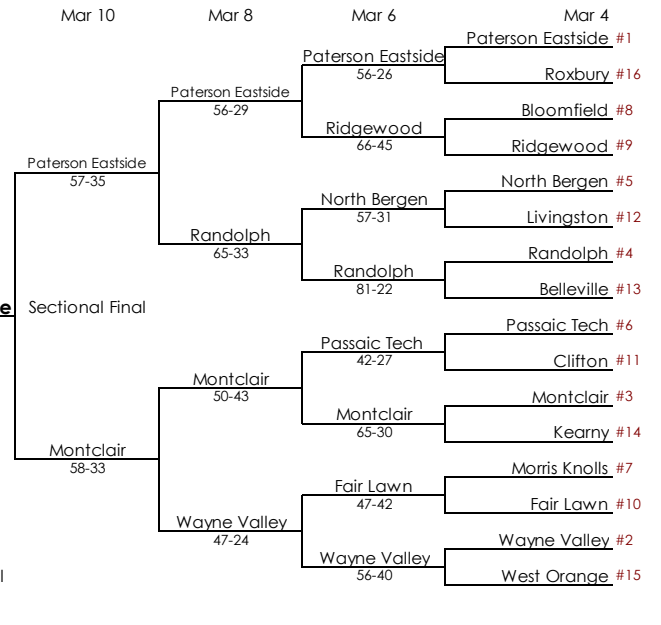 Mar 10 Mar 8 Mar 6 Mar 4
Paterson Eastside #1
Paterson Eastside
56-26
Roxbury #16
Paterson Eastside
56-29
Bloomfield #8
Ridgewood
66-45
Ridgewood #9
Paterson Eastside
57-35
North Bergen #5
North Bergen
57-31
Livingston #12
Randolph
65-33
Randolph #4
Randolph
81-22
Belleville #13
e Sectional Final
Passaic Tech #6
Passaic Tech
42-27
Clifton #11
Montclair
50-43
Montclair #3
Montclair
65-30
Kearny #14
Montclair
58-33
Morris Knolls #7
Fair Lawn
47-42
Fair Lawn #10
Wayne Valley
47-24
Wayne Valley #2
Wayne Valley
56-40
West Orange #15
l